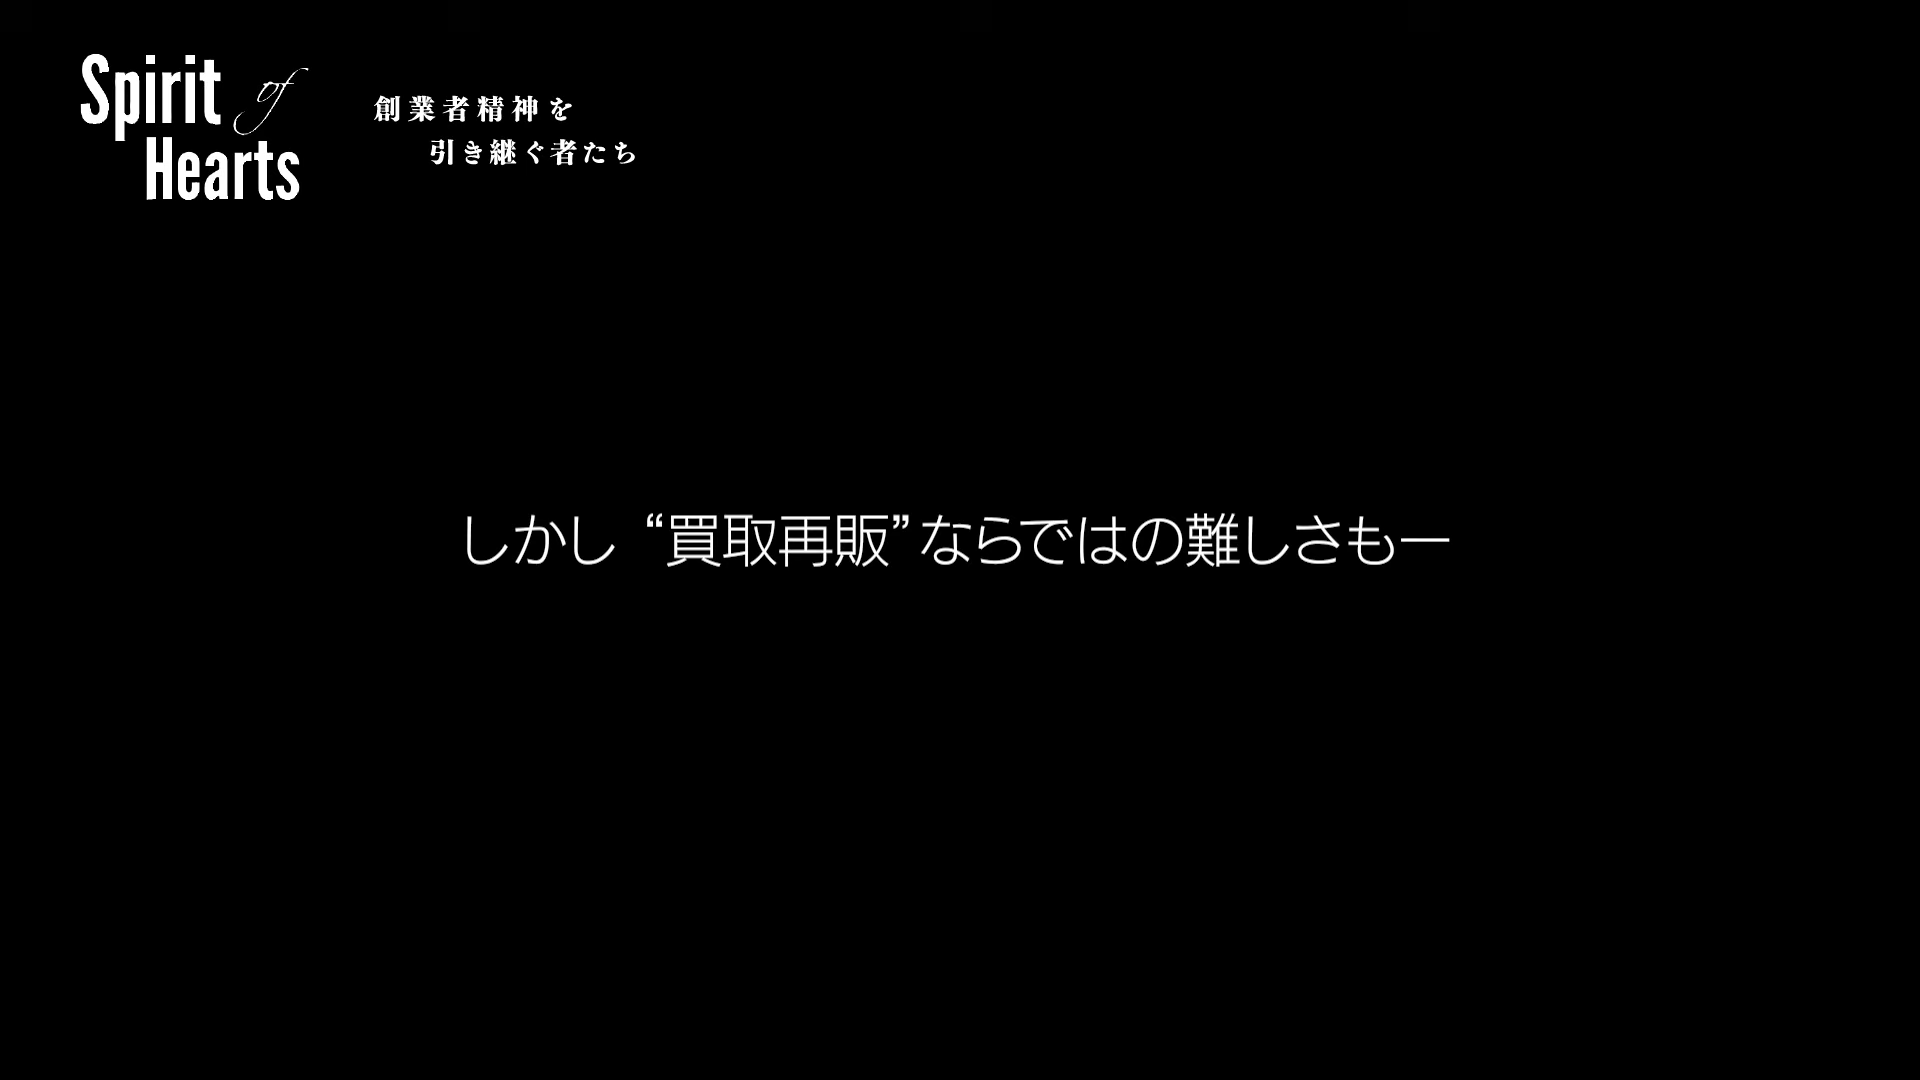 Spirit of
Hearts
創業者精神を
引き継ぐ者たち
しかし “買取再販”ならではの難しさも―